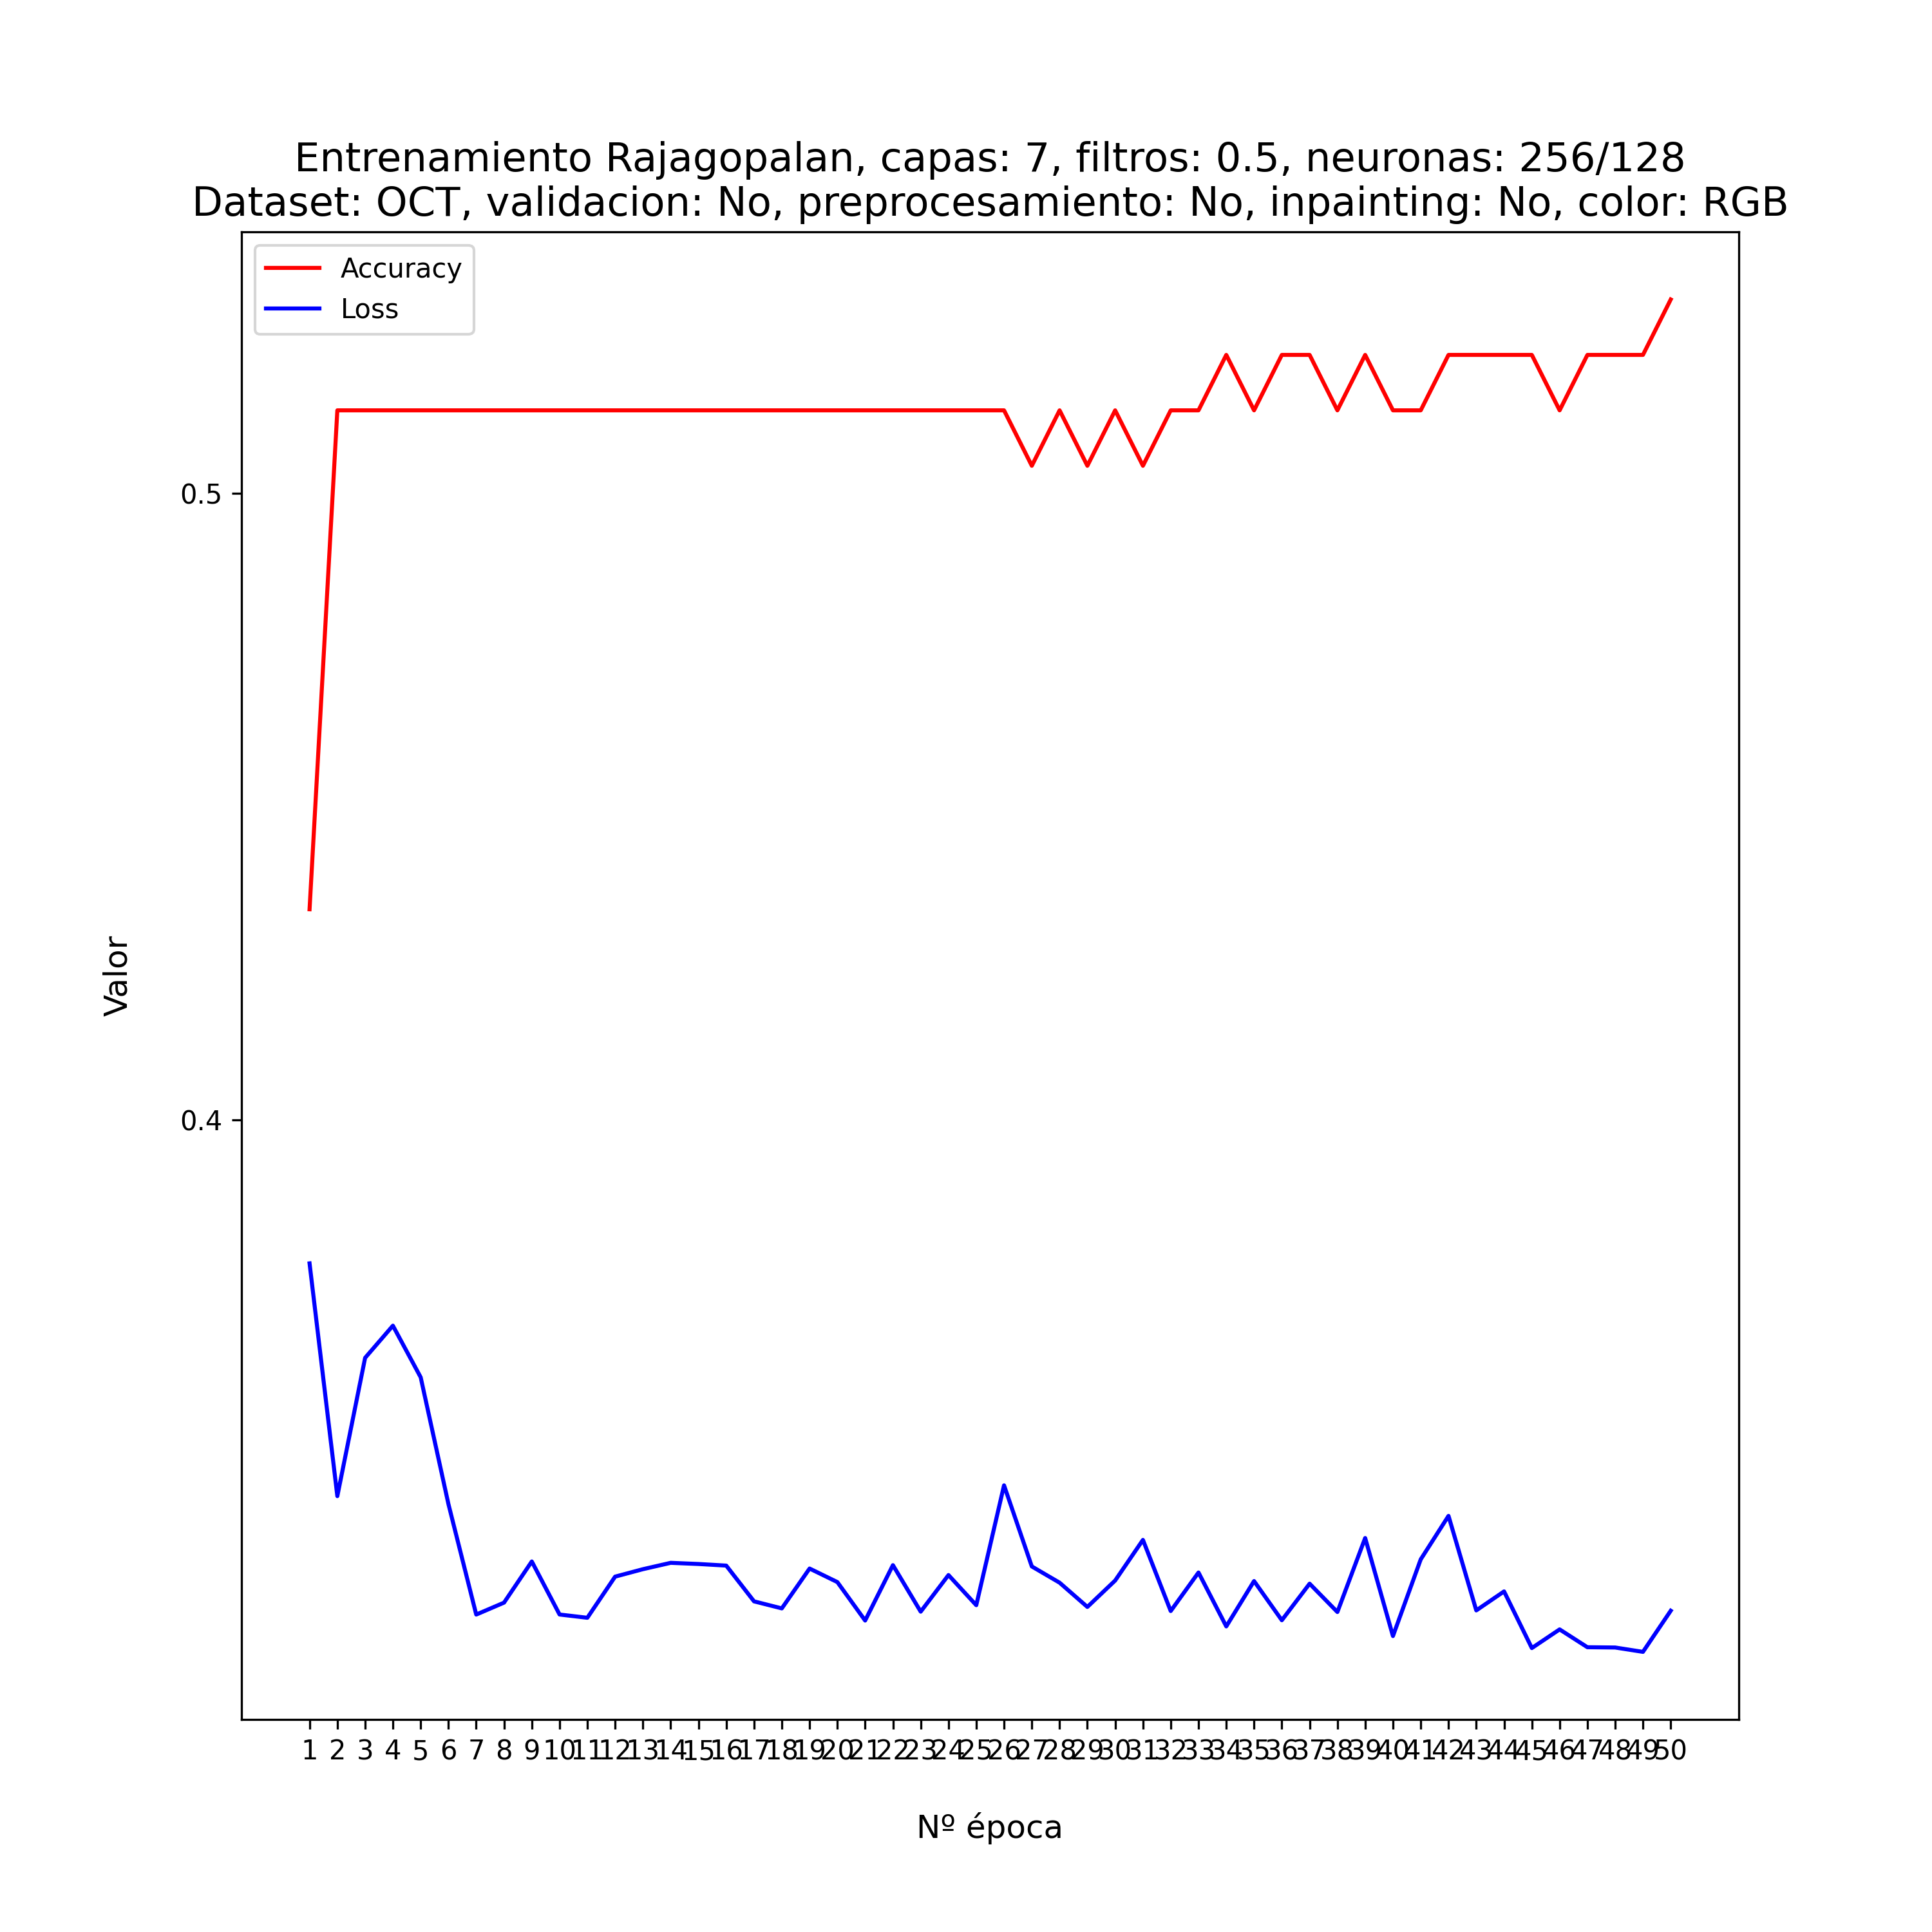 Entrenamiento Rajagopalan, capas: 7, filtros: 0.5, neuronas: 256/128
Dataset: OCT, validacion: No, preprocesamiento: No, inpainting: No, color: RGB
Accuracy
Loss
0.5
0.4
Valor
1 2 3 4 5 6 7 8 9 10 11 12 13 14 15 16 17 18 19 20 21 22 23 24 25 26 27 28 29 30 31 32 33 34 35 36 37 38 39 40 41 42 43 44 45 46 47 48 49 50
Nº época